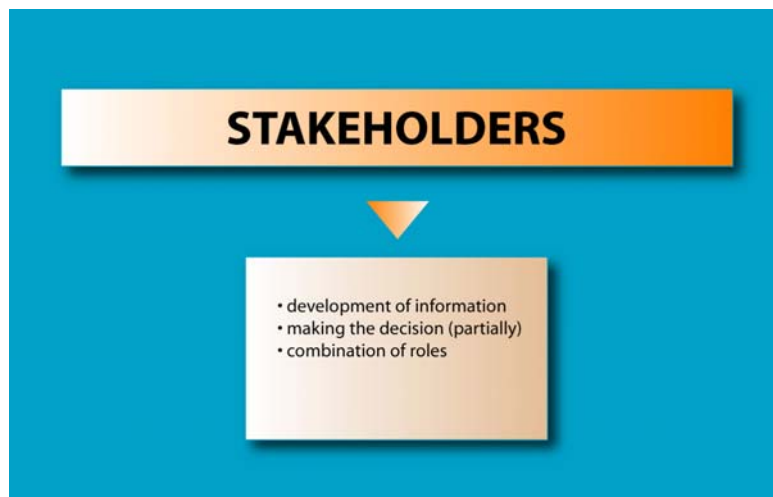 STAKEHOLDERS
• development of information
• making the decision (partially)
• combination of roles